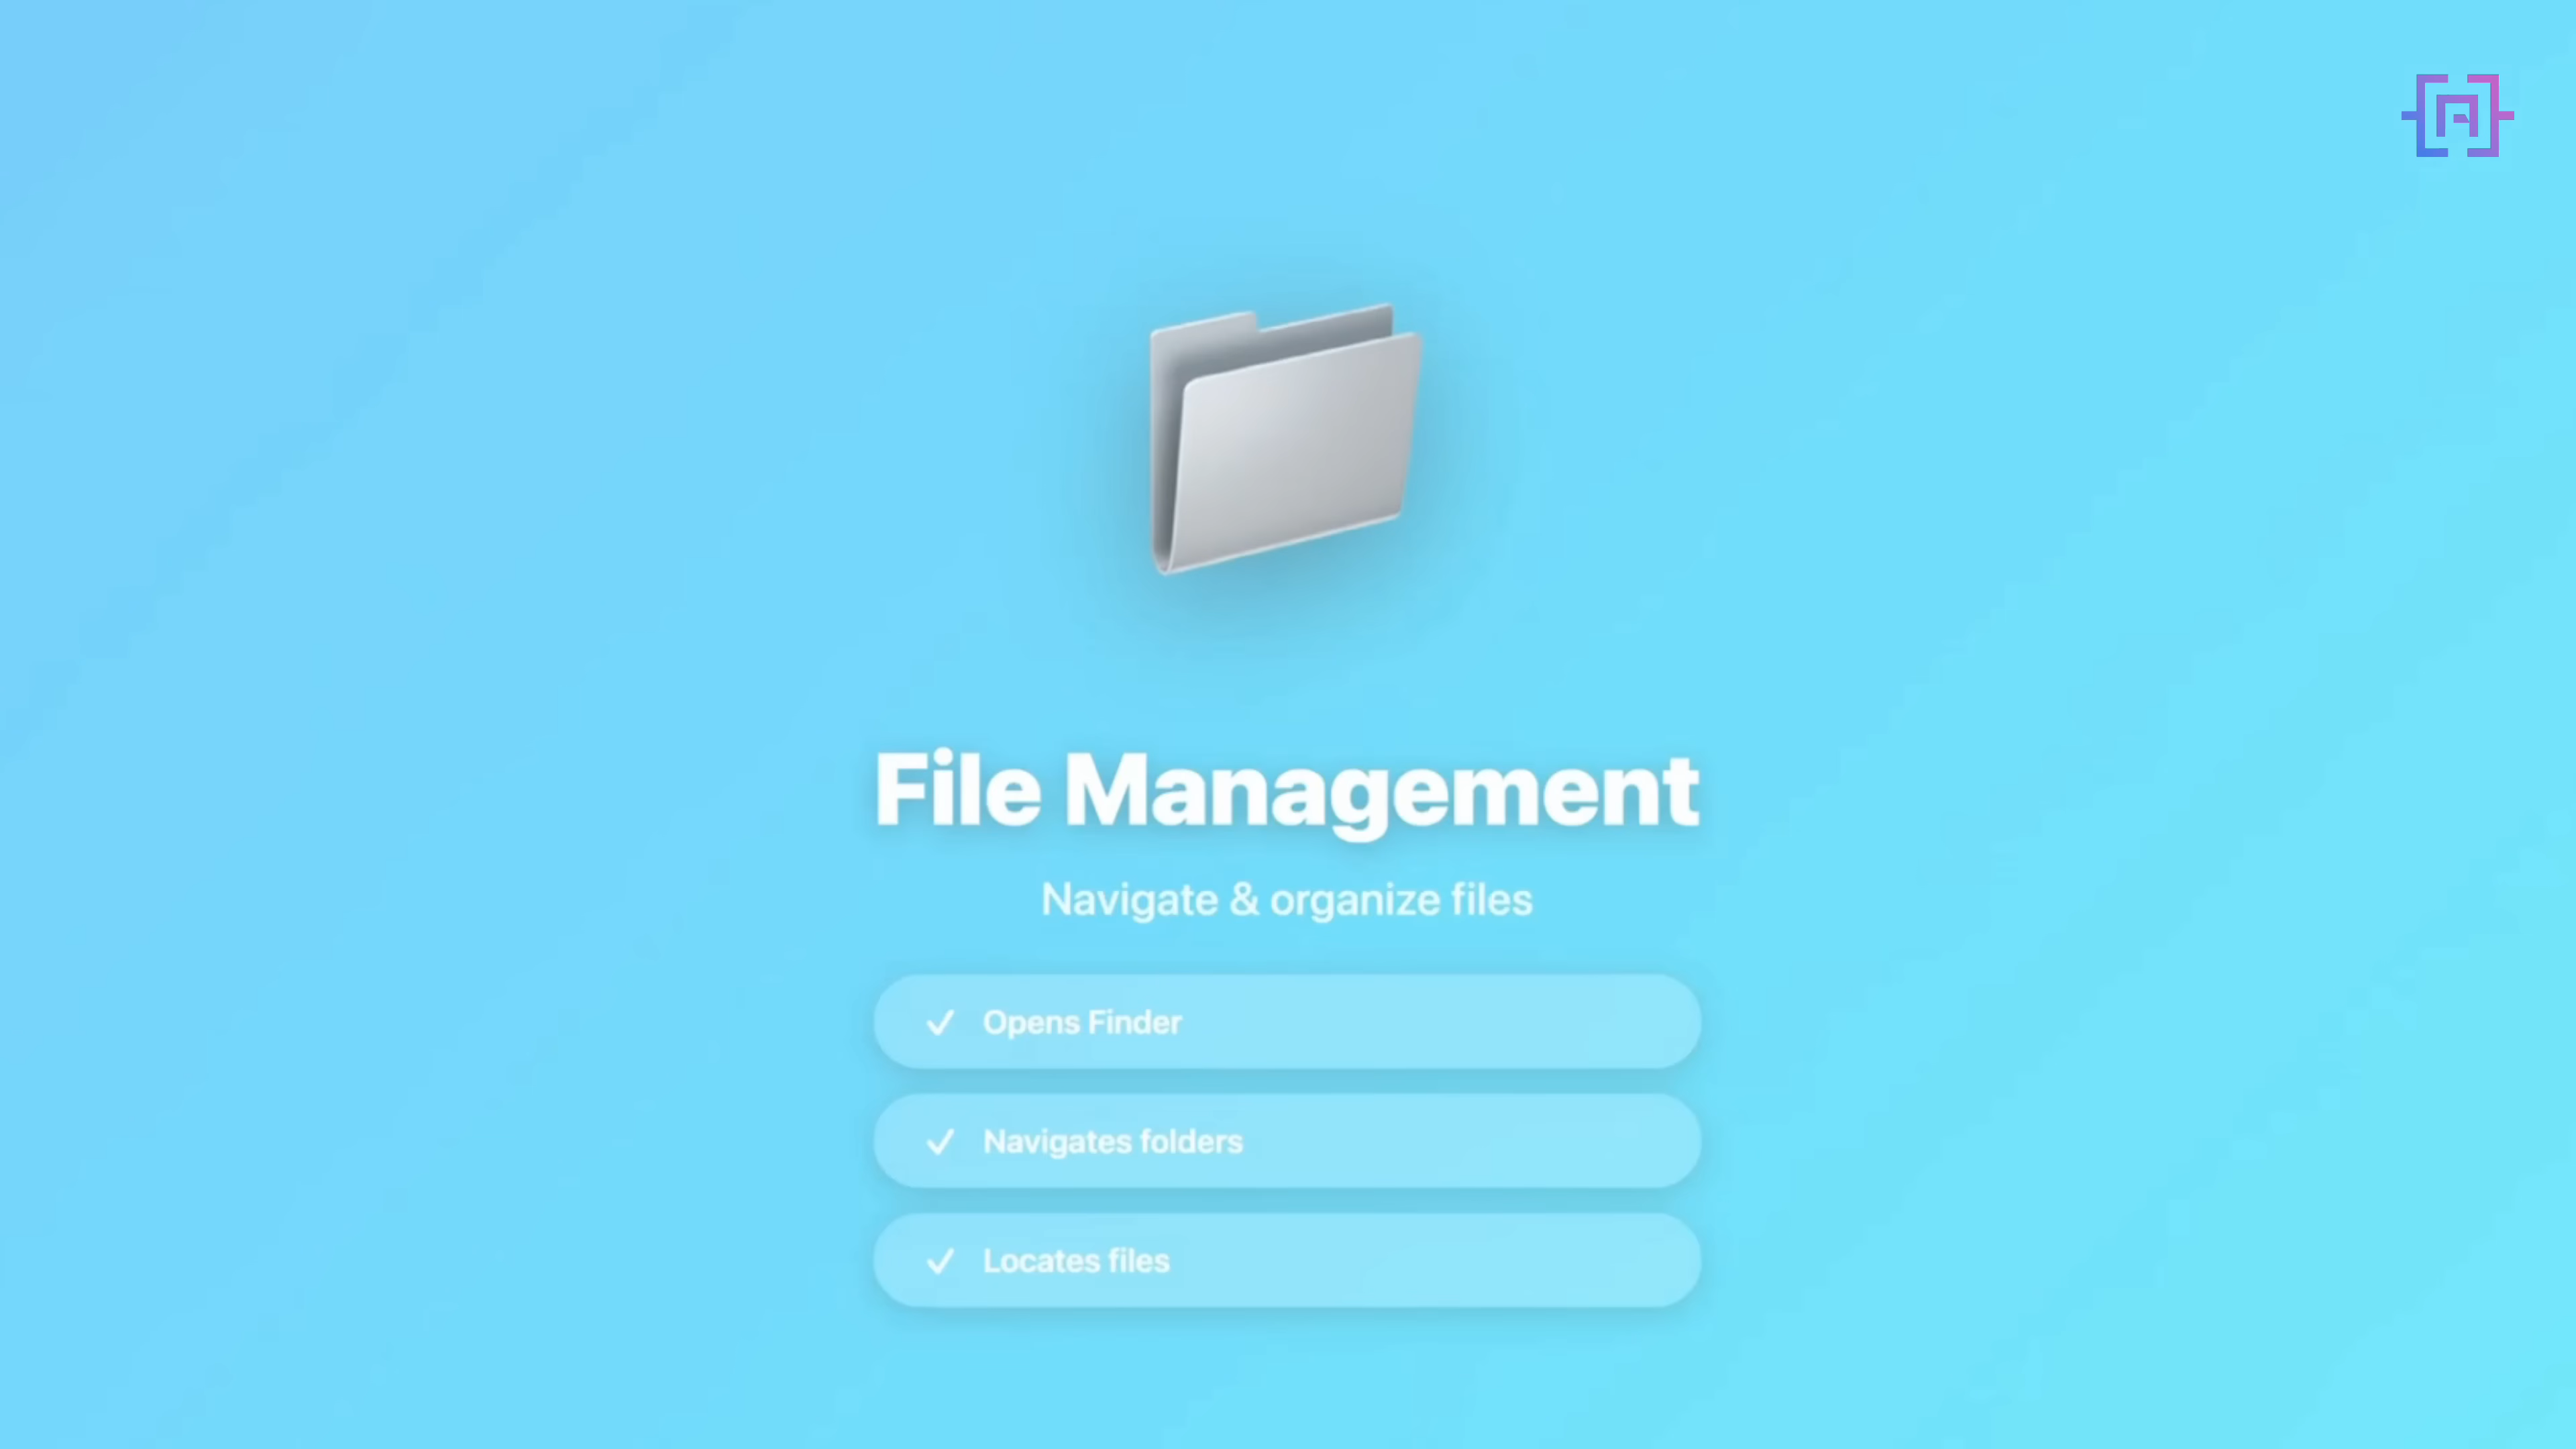 File Management
Navigate & organize files
✓ Opens Finder
✓ Navigates folders
✓ Locates files